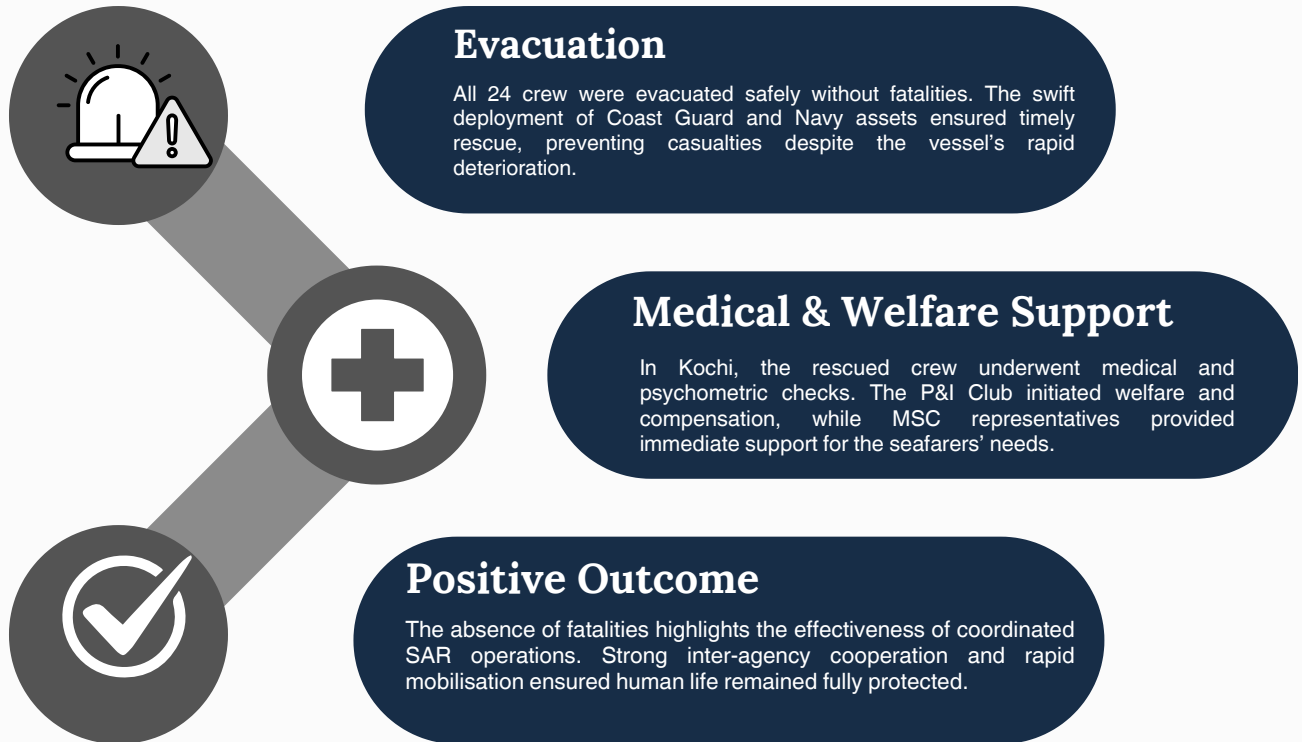 Evacuation
All 24 crew were evacuated safely without fatalities. The swift
deployment of Coast Guard and Navy assets ensured timely
rescue, preventing casualties despite the vessel’s rapid
deterioration.
Medical & Welfare Support
In Kochi, the rescued crew underwent medical and
psychometric checks. The P&I Club initiated welfare and
compensation, while MSC representatives provided
immediate support for the seafarers’ needs.
Positive Outcome
The absence of fatalities highlights the effectiveness of coordinated
SAR operations. Strong inter-agency cooperation and rapid
mobilisation ensured human life remained fully protected.